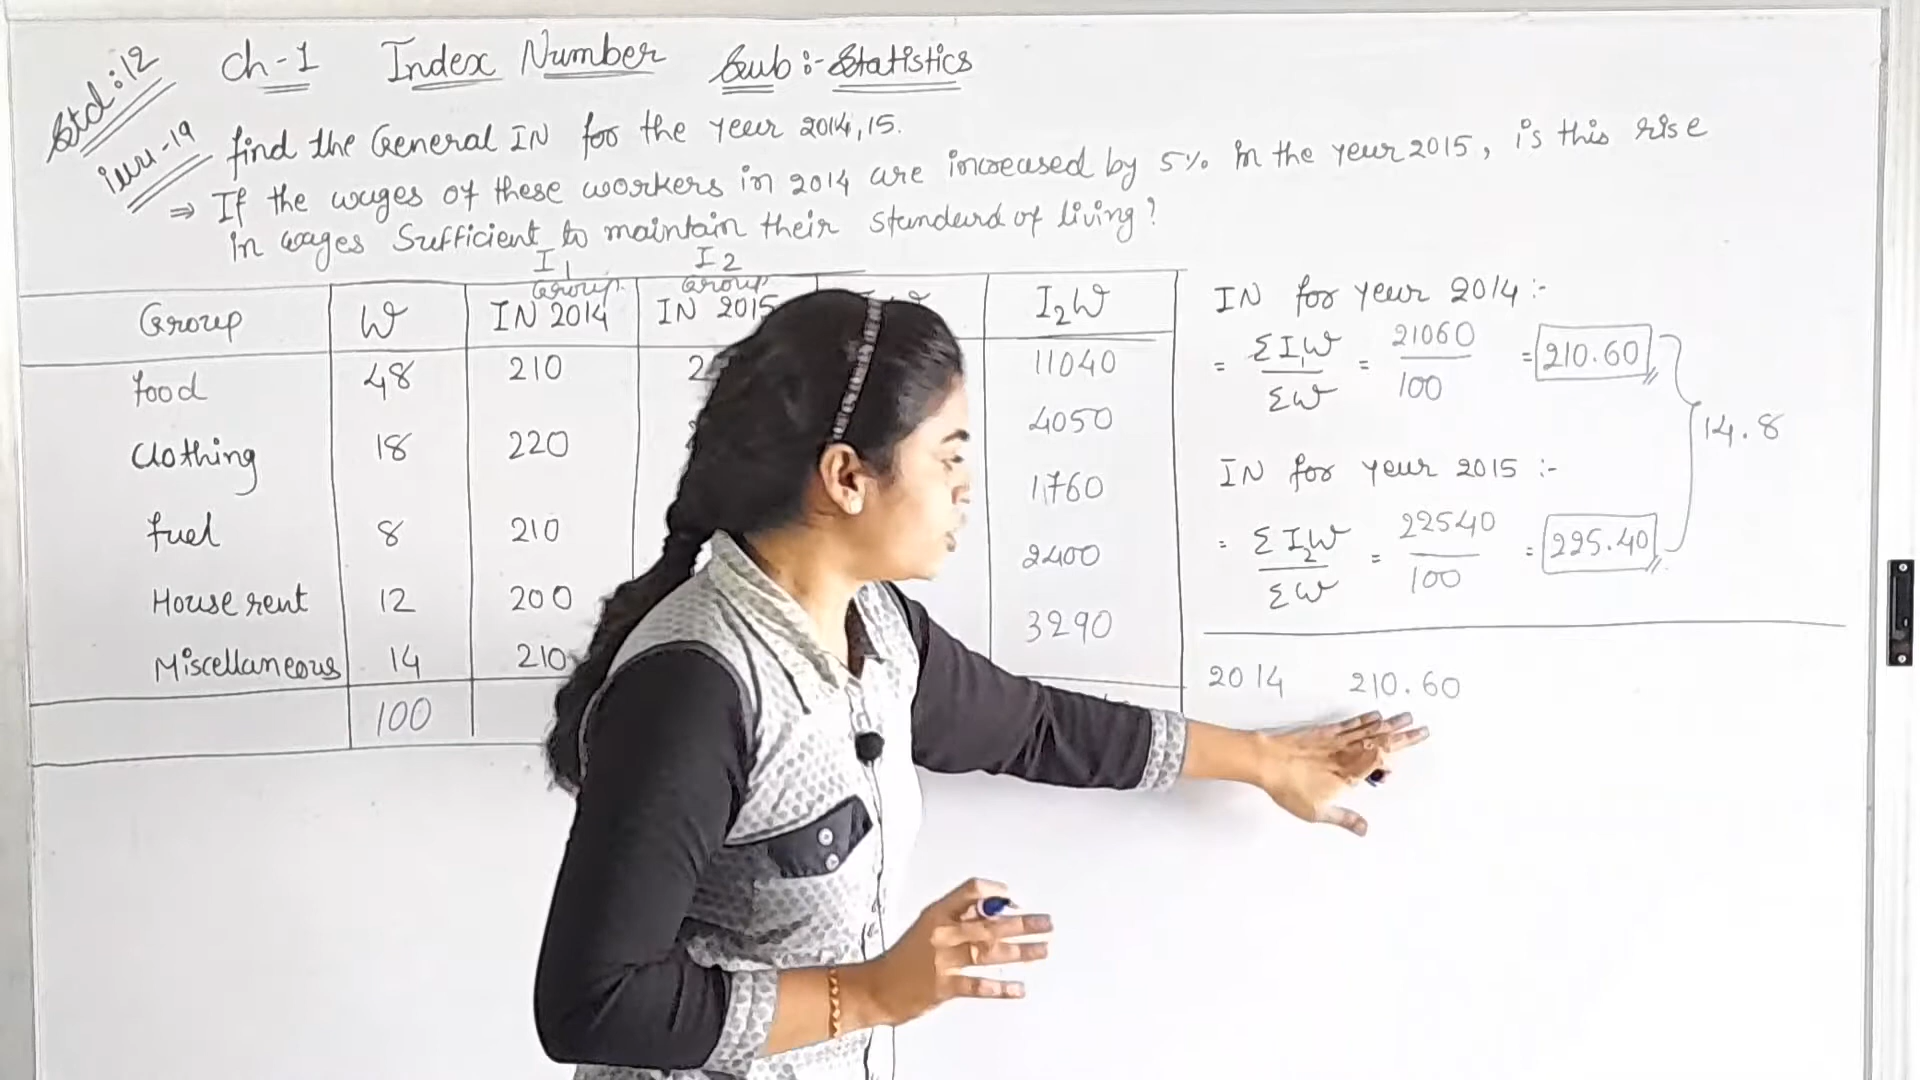 Std:12
Ch-1 Index Number Sub:- Statistics
illu-19
find the General IN for the year 2014,15.
⇒ If the wages of these workers in 2014 are increased by 5% in the year 2015, is this rise
in wages Sufficient to maintain their standard of living?
I1 I2
Group W Group IN 2014 Group IN 2015 I2W
food 48 210 11040
Clothing 18 220 4050
fuel 8 210 1760
House rent 12 200 2400
Miscellaneous 14 210 3290
100
IN for year 2014:-
= ΣI1W / ΣW = 21060 / 100 = 210.60
14.8
IN for year 2015 :-
= ΣI2W / ΣW = 22540 / 100 = 225.40
2014 210.60